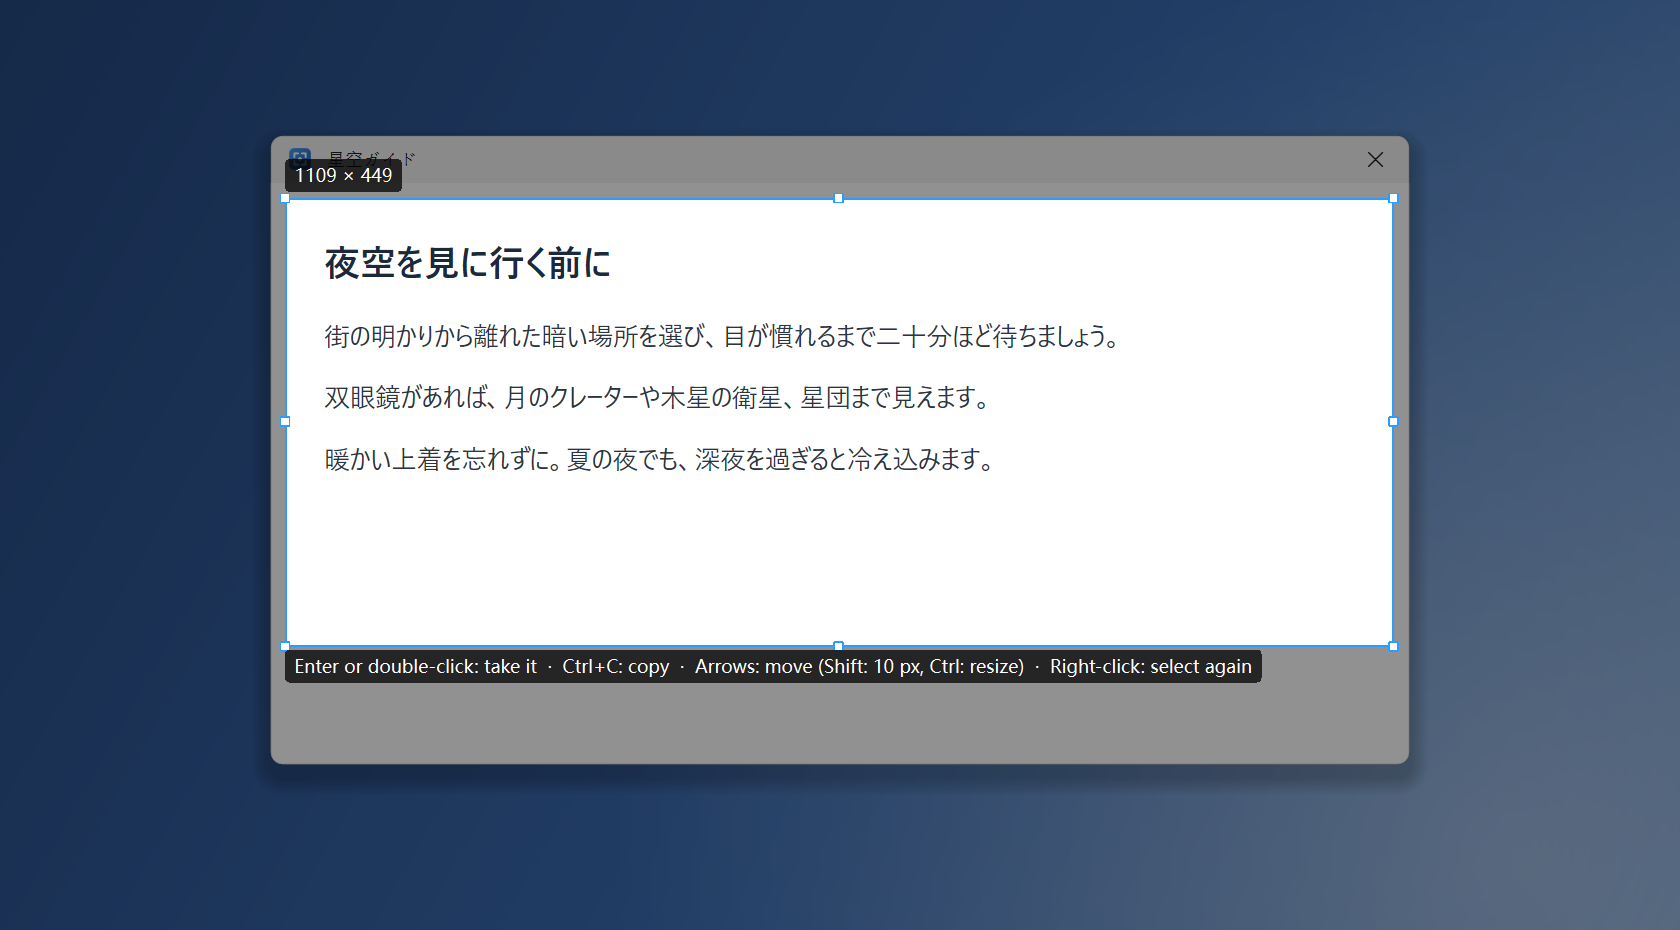 星空ガイド
1109 × 449
夜空を見に行く前に
街の明かりから離れた暗い場所を選び、目が慣れるまで二十分ほど待ちましょう。
双眼鏡があれば、月のクレーターや木星の衛星、星団まで見えます。
暖かい上着を忘れずに。夏の夜でも、深夜を過ぎると冷え込みます。
Enter or double-click: take it · Ctrl+C: copy · Arrows: move (Shift: 10 px, Ctrl: resize) · Right-click: select again